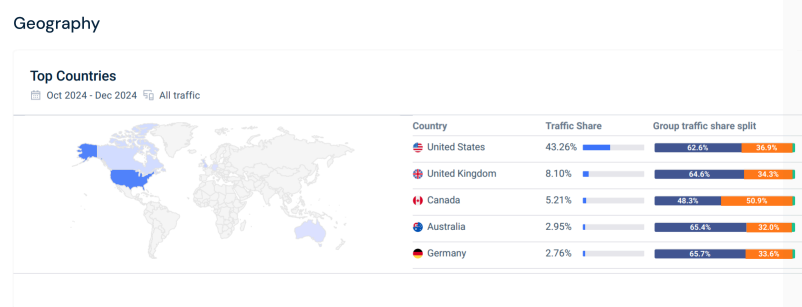 Geography
Top Countries
Oct 2024 - Dec 2024 All traffic
Country Traffic Share Group traffic share split
United States 43.26% 62.6% 36.9%
United Kingdom 8.10% 64.6% 34.3%
Canada 5.21% 48.3% 50.9%
Australia 2.95% 65.4% 32.0%
Germany 2.76% 65.7% 33.6%